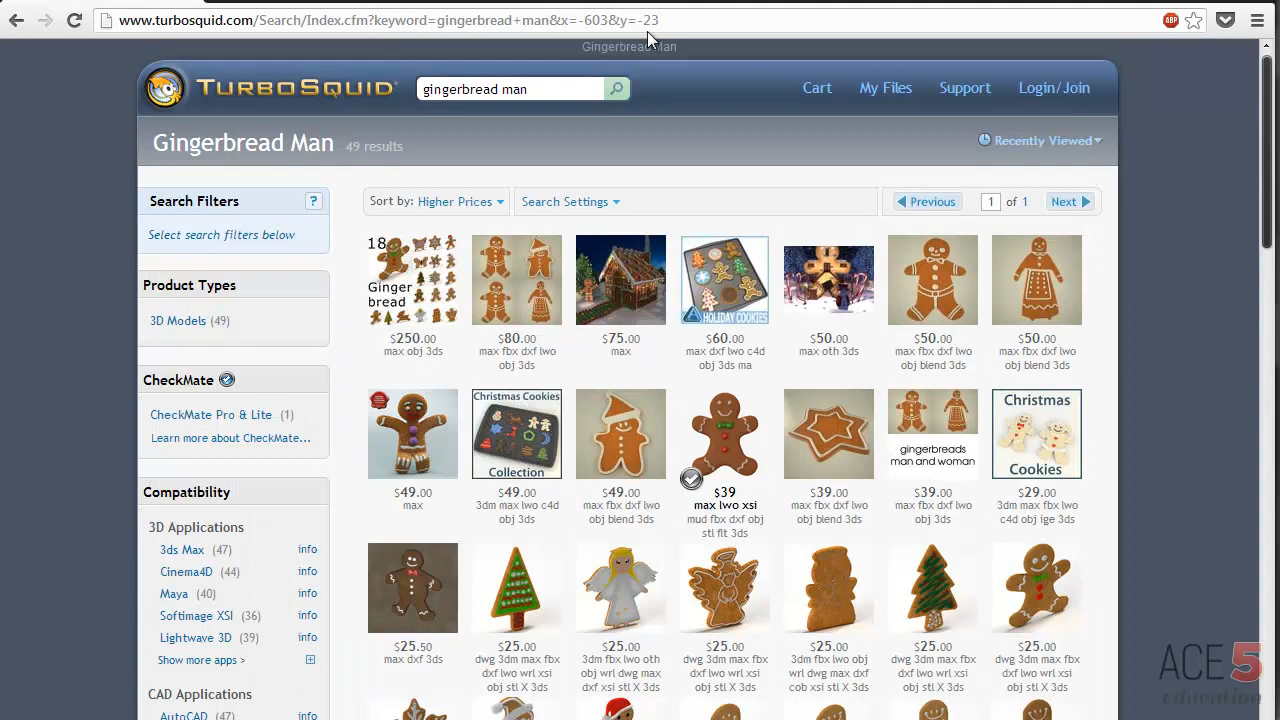 www.turbosquid.com/Search/Index.cfm?keyword=gingerbread+man&x=-603&y=-23
ABP
Gingerbread Man
TURBOSQUID
gingerbread man
Cart
My Files
Support
Login/Join
Gingerbread Man 49 results
Recently Viewed
Search Filters ?
Select search filters below
Product Types
3D Models (49)
CheckMate
CheckMate Pro & Lite (1)
Learn more about CheckMate...
Compatibility
3D Applications
3ds Max (47) info
Cinema4D (44) info
Maya (40) info
Softimage XSI (36) info
Lightwave 3D (39) info
Show more apps >
CAD Applications
AutoCAD (47) info
Sort by: Higher Prices
Search Settings
Previous 1 of 1 Next
18
Ginger
bread
$250.00
max obj 3ds
$80.00
max fbx dxf lwo
obj 3ds
$75.00
max
HOLIDAY COOKIES
$60.00
max dxf lwo c4d
obj 3ds ma
$50.00
max oth 3ds
$50.00
max fbx dxf lwo
obj blend 3ds
$50.00
max fbx dxf lwo
obj blend 3ds
$49.00
max
Christmas Cookies
Collection
$49.00
3dm max lwo c4d
obj 3ds
$49.00
max fbx dxf lwo
obj blend 3ds
$39
max lwo xsi
mud fbx dxf obj
stl flt 3ds
$39.00
max fbx dxf lwo
obj blend 3ds
gingerbreads
man and woman
$39.00
max fbx dxf lwo
obj 3ds
Christmas
Cookies
$29.00
3dm max fbx lwo
c4d obj ige 3ds
$25.50
max dxf 3ds
$25.00
dwg 3dm max fbx
dxf lwo wrl xsi
obj stl X 3ds
$25.00
3dm fbx lwo oth
obj wrl dwg max
dxf xsi stl X 3ds
$25.00
dwg 3dm max fbx
dxf lwo wrl xsi
obj stl X 3ds
$25.00
3dm fbx lwo obj
wrl dwg max dxf
cob xsi stl X 3ds
$25.00
dwg 3dm max fbx
dxf lwo wrl xsi
obj stl X 3ds
$25.00
dwg 3dm max fbx
dxf lwo wrl xsi
obj stl X 3ds
ACE 5
education